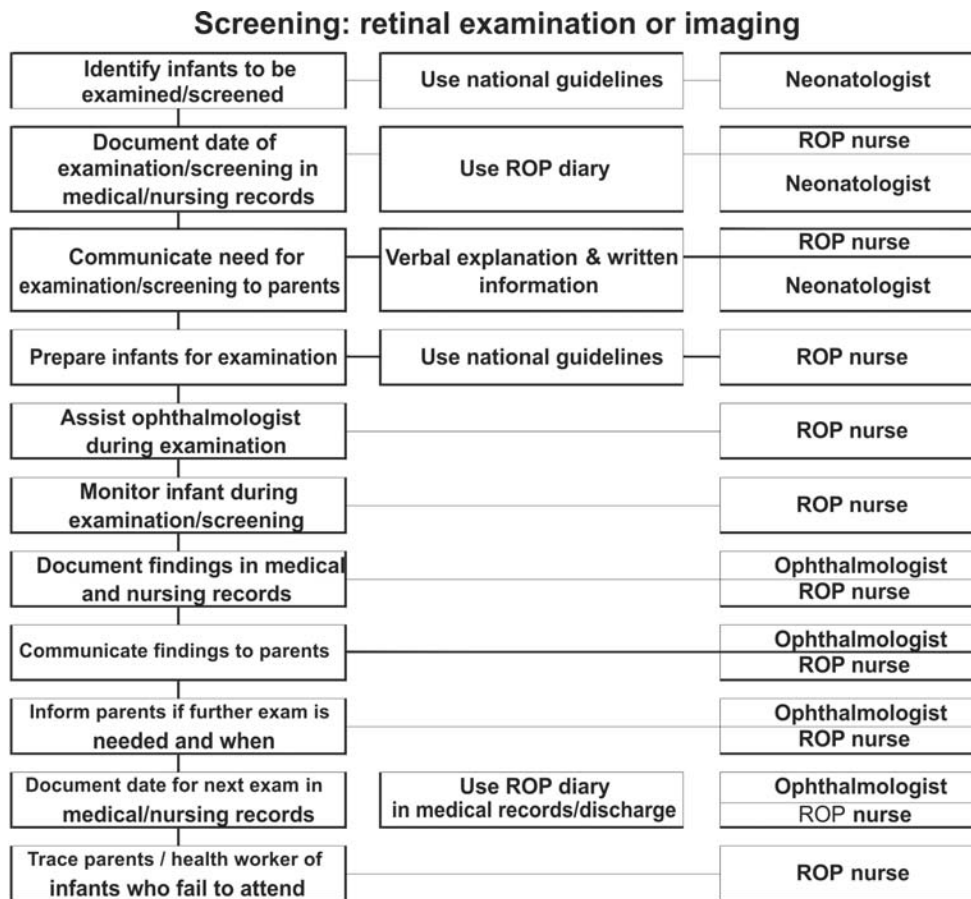 Screening: retinal examination or imaging
Identify infants to be
examined/screened
Use national guidelines
Neonatologist
Document date of
examination/screening in
medical/nursing records
Use ROP diary
ROP nurse
Neonatologist
Communicate need for
examination/screening to parents
Verbal explanation & written
information
ROP nurse
Neonatologist
Prepare infants for examination
Use national guidelines
ROP nurse
Assist ophthalmologist
during examination
ROP nurse
Monitor infant during
examination/screening
ROP nurse
Document findings in medical
and nursing records
Ophthalmologist
ROP nurse
Communicate findings to parents
Ophthalmologist
ROP nurse
Inform parents if further exam is
needed and when
Ophthalmologist
ROP nurse
Document date for next exam in
medical/nursing records
Use ROP diary
in medical records/discharge
Ophthalmologist
ROP nurse
Trace parents / health worker of
infants who fail to attend
ROP nurse